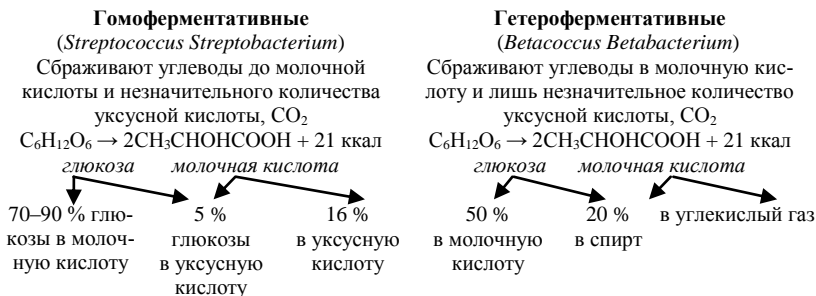 Гомоферментативные
(Streptococcus Streptobacterium)
Сбраживают углеводы до молочной
кислоты и незначительного количества
уксусной кислоты, CO₂
C₆H₁₂O₆ → 2CH₃CHOHCOOH + 21 ккал
глюкоза молочная кислота
70–90 % глю-
козы в молоч-
ную кислоту
5 %
глюкозы
в уксусную
кислоту
16 %
в уксусную
кислоту
Гетероферментативные
(Betacoccus Betabacterium)
Сбраживают углеводы в молочную кис-
лоту и лишь незначительное количество
уксусной кислоты, CO₂
C₆H₁₂O₆ → 2CH₃CHOHCOOH + 21 ккал
глюкоза молочная кислота
50 %
в молочную
кислоту
20 %
в спирт
в углекислый газ